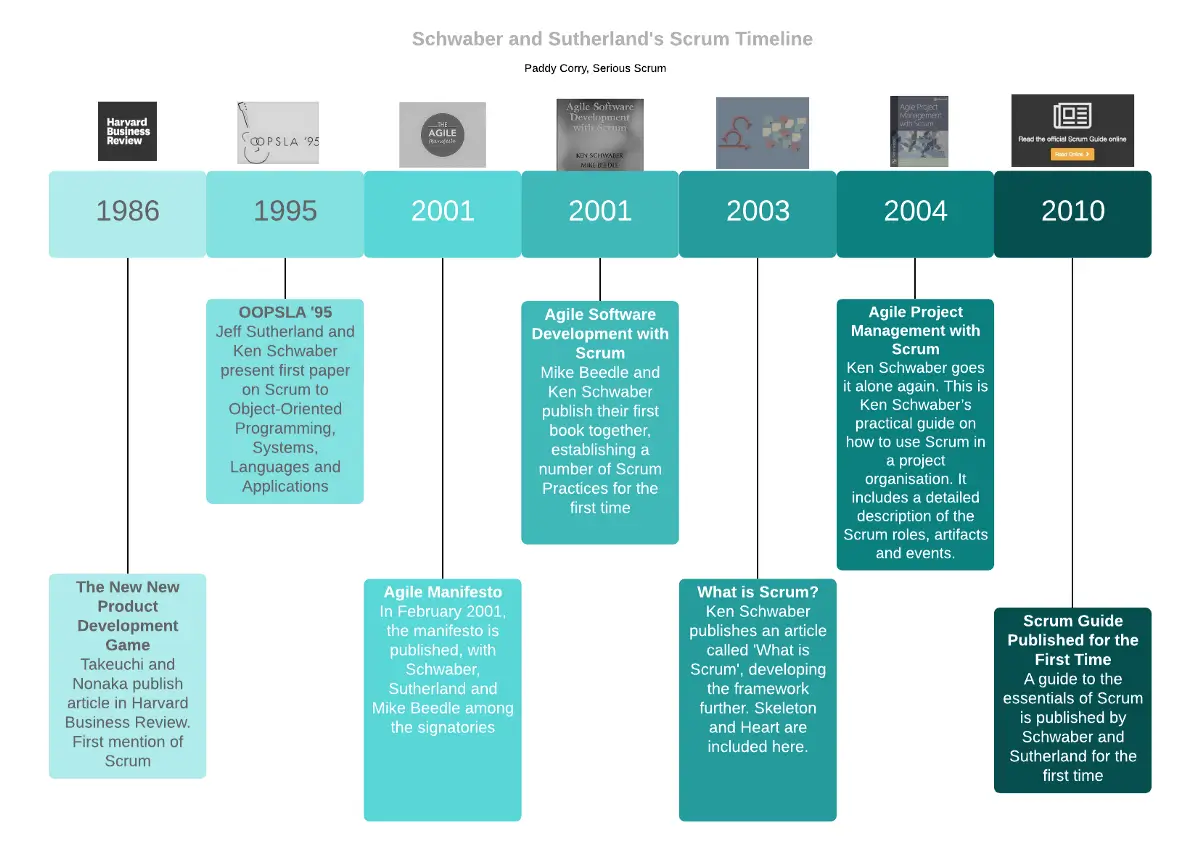 Schwaber and Sutherland's Scrum Timeline
Paddy Corry, Serious Scrum
Harvard
Business
Review
OOPSLA '95
THE
AGILE
Manifesto
Agile Software
Development
with Scrum
KEN SCHWABER
MIKE BEEDLE
Agile Project
Management
with Scrum
Read the official Scrum Guide online
Read Online >
1986
1995
2001
2001
2003
2004
2010
OOPSLA '95
Jeff Sutherland and
Ken Schwaber
present first paper
on Scrum to
Object-Oriented
Programming,
Systems,
Languages and
Applications
Agile Software
Development with
Scrum
Mike Beedle and
Ken Schwaber
publish their first
book together,
establishing a
number of Scrum
Practices for the
first time
Agile Project
Management with
Scrum
Ken Schwaber goes
it alone again. This is
Ken Schwaber's
practical guide on
how to use Scrum in
a project
organisation. It
includes a detailed
description of the
Scrum roles, artifacts
and events.
The New New
Product
Development
Game
Takeuchi and
Nonaka publish
article in Harvard
Business Review.
First mention of
Scrum
Agile Manifesto
In February 2001,
the manifesto is
published, with
Schwaber,
Sutherland and
Mike Beedle among
the signatories
What is Scrum?
Ken Schwaber
publishes an article
called 'What is
Scrum', developing
the framework
further. Skeleton
and Heart are
included here.
Scrum Guide
Published for the
First Time
A guide to the
essentials of Scrum
is published by
Schwaber and
Sutherland for the
first time